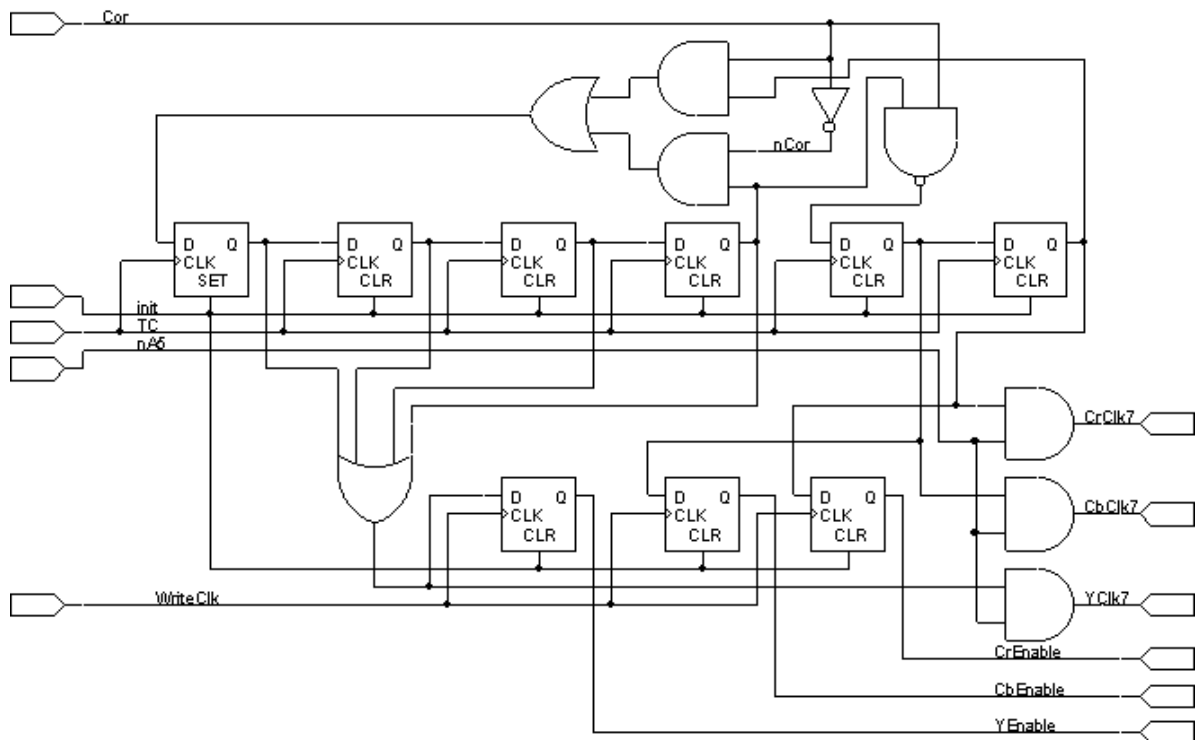 Cor
nCor
D Q D Q D Q D Q D Q D Q
CLK CLK CLK CLK CLK CLK
SET CLR CLR CLR CLR CLR
init
TC
nA6
CrClk7
D Q D Q D Q
CLK CLK CLK
CLR CLR CLR
CbClk7
WriteClk
YClk7
CrEnable
CbEnable
YEnable